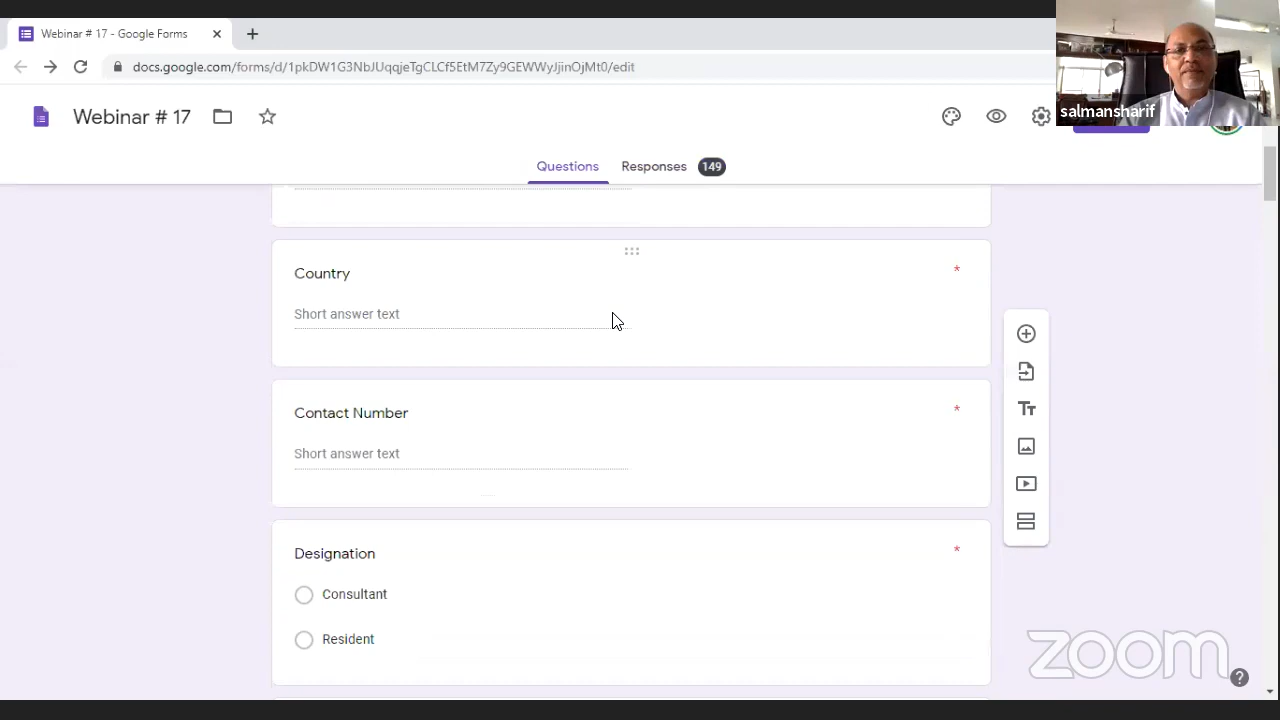 Webinar # 17 - Google Forms
docs.google.com/forms/d/1pkDW1G3NbJUqqjeTgCLCf5EtM7Zy9GEWWyJjinOjMt0/edit
salmansharif
Webinar # 17
Questions
Responses 149
Country *
Short answer text
Contact Number *
Short answer text
Designation *
Consultant
Resident
zoom